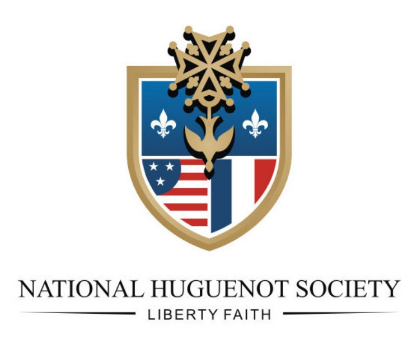 NATIONAL HUGUENOT SOCIETY
LIBERTY FAITH